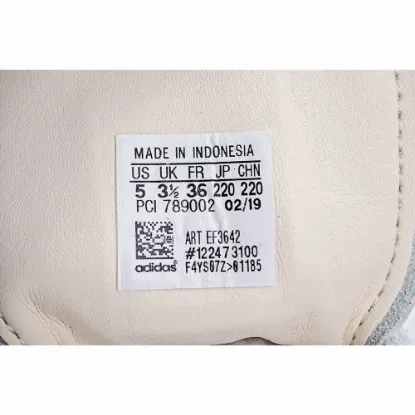 MADE IN INDONESIA
US UK FR JP CHN
5 3½ 36 220 220
PCI 789002 02/19
ART EF3642
#122473100
adidas F4YS07Z>01185